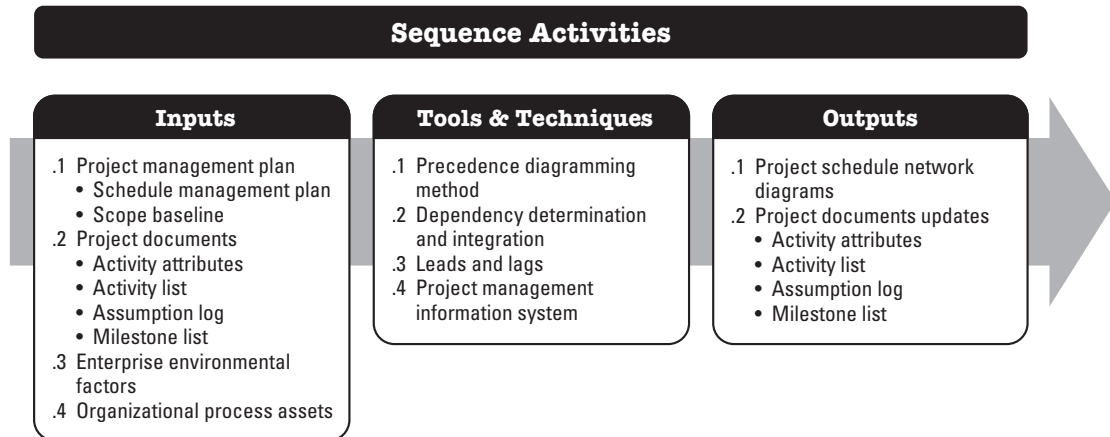 Sequence Activities
Inputs
.1 Project management plan
• Schedule management plan
• Scope baseline
.2 Project documents
• Activity attributes
• Activity list
• Assumption log
• Milestone list
.3 Enterprise environmental
factors
.4 Organizational process assets
Tools & Techniques
.1 Precedence diagramming
method
.2 Dependency determination
and integration
.3 Leads and lags
.4 Project management
information system
Outputs
.1 Project schedule network
diagrams
.2 Project documents updates
• Activity attributes
• Activity list
• Assumption log
• Milestone list